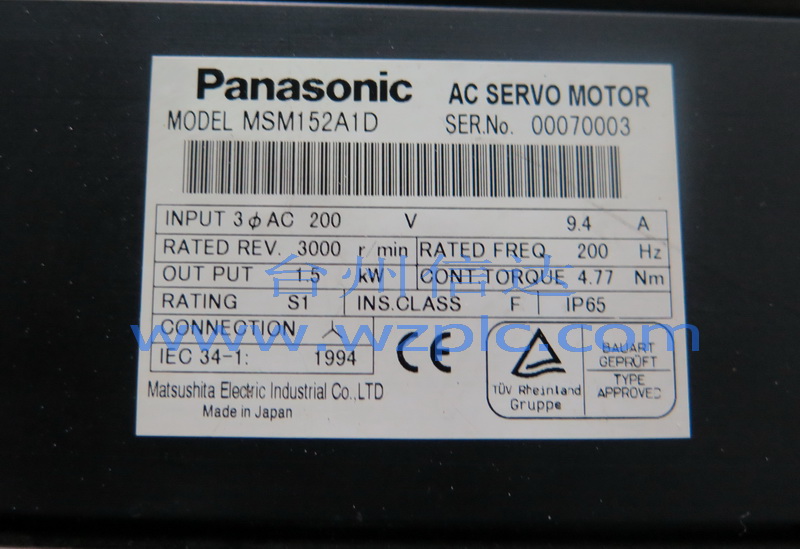 Panasonic AC SERVO MOTOR
MODEL MSM152A1D SER.No. 00070003
INPUT 3 ϕ AC 200 V 9.4 A
RATED REV. 3000 r/min RATED FREQ. 200 Hz
OUT PUT 1.5 kW CONT.TORQUE 4.77 Nm
台州信达
RATING S1 INS.CLASS F IP65
www.wzplc.com
CONNECTION
IEC 34-1: 1994
CE
TÜV Rheinland
Gruppe
BAUART
GEPRÜFT
TYPE
APPROVED
Matsushita Electric Industrial Co.,LTD
Made in Japan